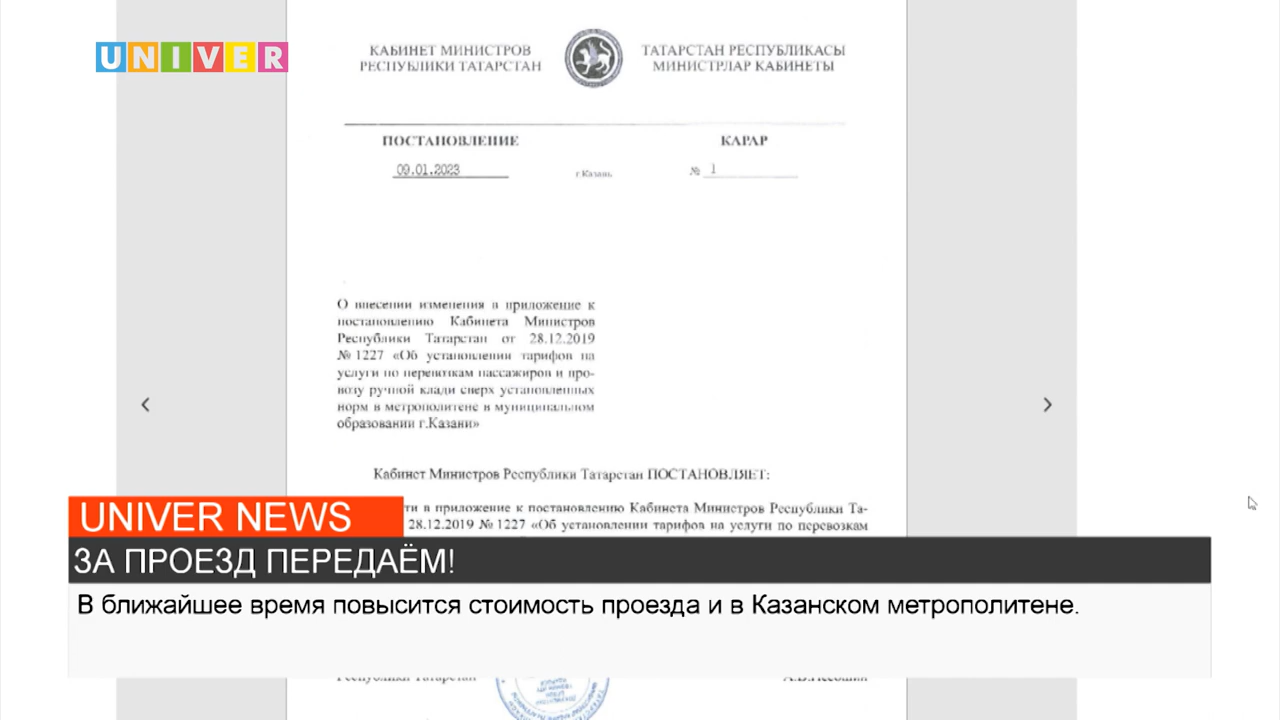 UNIVER
КАБИНЕТ МИНИСТРОВ
РЕСПУБЛИКИ ТАТАРСТАН
ТАТАРСТАН РЕСПУБЛИКАСЫ
МИНИСТРЛАР КАБИНЕТЫ
ПОСТАНОВЛЕНИЕ
КАРАР
09.01.2023
г.Казань
№ 1
О внесении изменения в приложение к
постановлению Кабинета Министров
Республики Татарстан от 28.12.2019
№ 1227 «Об установлении тарифов на
услуги по перевозкам пассажиров и про-
возу ручной клади сверх установленных
норм в метрополитене в муниципальном
образовании г.Казани»
Кабинет Министров Республики Татарстан ПОСТАНОВЛЯЕТ:
ти в приложение к постановлению Кабинета Министров Республики Та-
28.12.2019 № 1227 «Об установлении тарифов на услуги по перевозкам
UNIVER NEWS
ЗА ПРОЕЗД ПЕРЕДАЁМ!
В ближайшее время повысится стоимость проезда и в Казанском метрополитене.
Республики Татарстан
А.В.Песошин